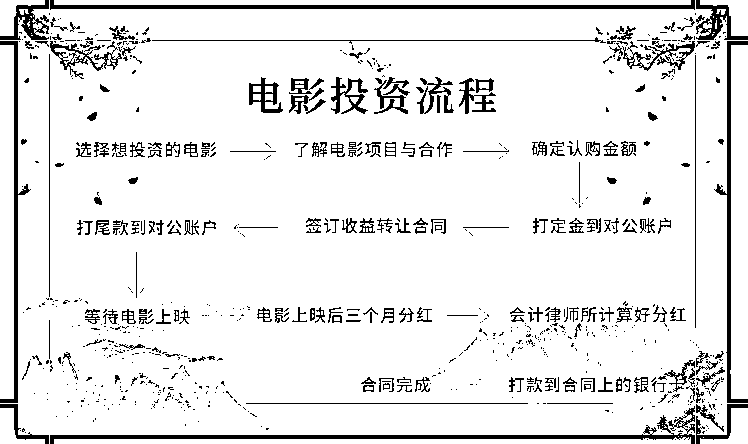 电影投资流程
选择想投资的电影 了解电影项目与合作 确定认购金额
打尾款到对公账户 签订收益转让合同 打定金到对公账户
等待电影上映 电影上映后三个月分红 会计律师所计算好分红
合同完成 打款到合同上的银行卡